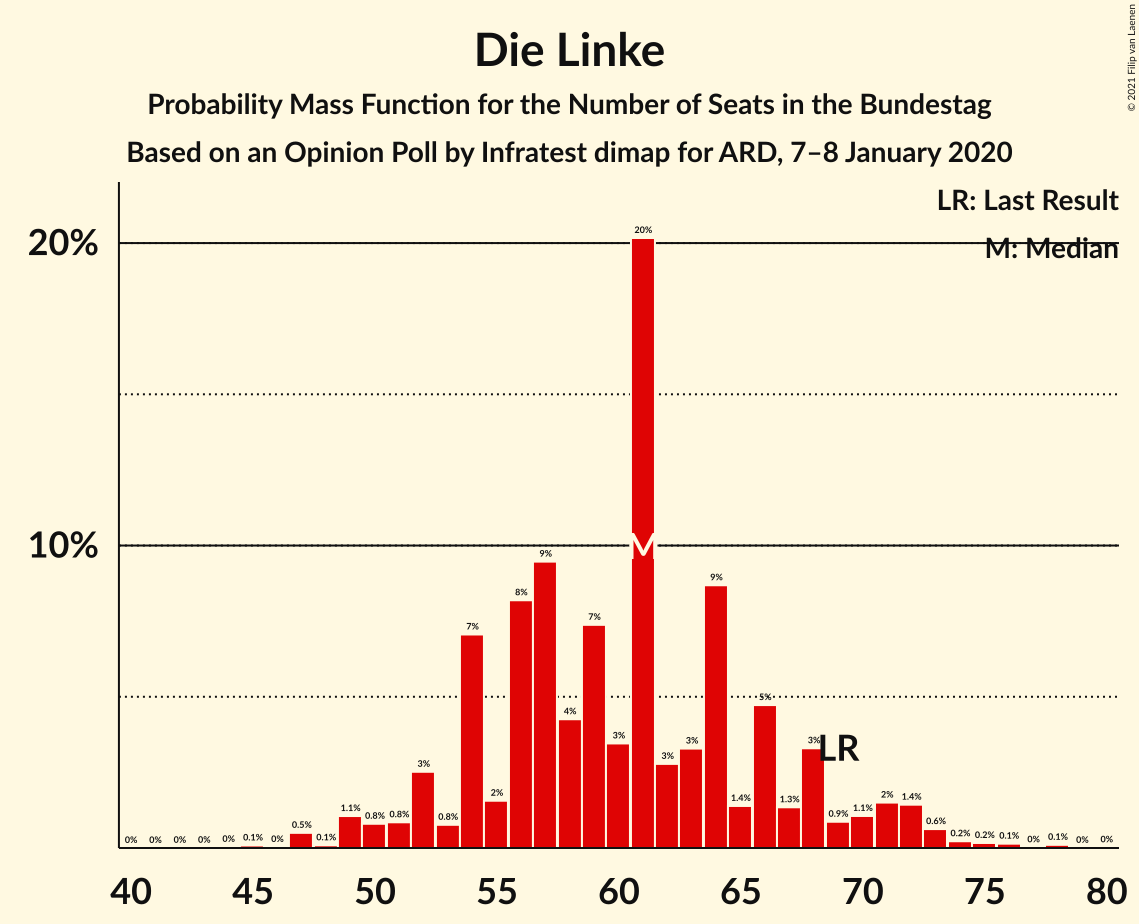 Die Linke
Probability Mass Function for the Number of Seats in the Bundestag
Based on an Opinion Poll by Infratest dimap for ARD, 7–8 January 2020
© 2021 Filip van Laenen
LR: Last Result
M: Median
20%
10%
0% 0% 0% 0% 0% 0.1% 0% 0.5% 0.1% 1.1% 0.8% 0.8% 3% 0.8% 7% 2% 8% 9% 4% 7% 3% 20% 3% 3% 9% 1.4% 5% 1.3% 3% 0.9% 1.1% 2% 1.4% 0.6% 0.2% 0.2% 0.1% 0% 0.1% 0% 0%
M
LR
40 45 50 55 60 65 70 75 80